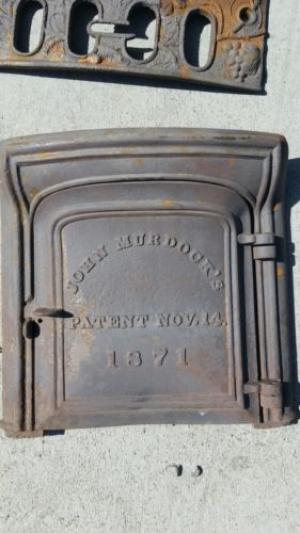 JOHN MURDOCK'S
PATENT NOV. 14.
1871